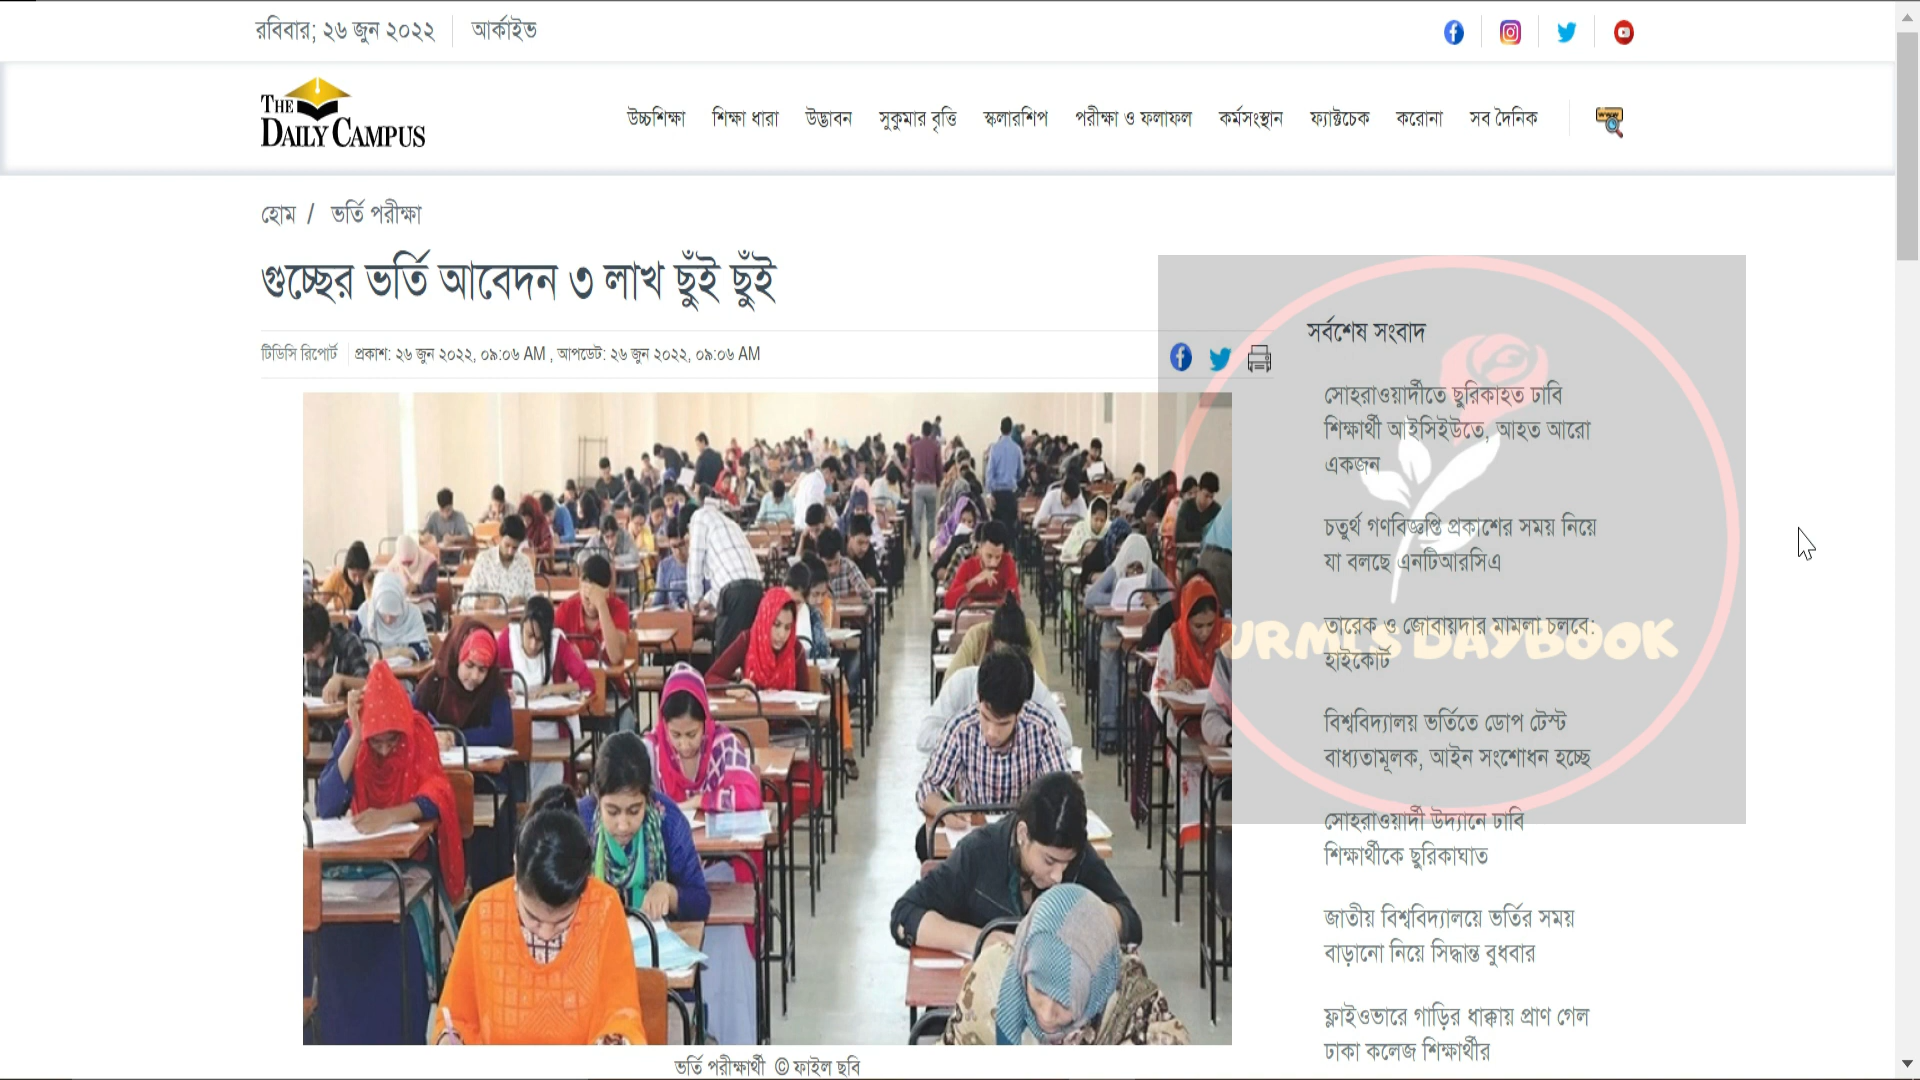 রবিবার; ২৬ জুন ২০২২ আর্কাইভ
THE
DAILY CAMPUS
উচ্চশিক্ষা শিক্ষা ধারা উদ্ভাবন সুকুমার বৃত্তি স্কলারশিপ পরীক্ষা ও ফলাফল কর্মসংস্থান ফ্যাক্টচেক করোনা সব দৈনিক
হোম / ভর্তি পরীক্ষা
গুচ্ছের ভর্তি আবেদন ৩ লাখ ছুঁই ছুঁই
টিডিসি রিপোর্ট প্রকাশ: ২৬ জুন ২০২২, ০৯:০৬ AM , আপডেট: ২৬ জুন ২০২২, ০৯:০৬ AM
ভর্তি পরীক্ষার্থী © ফাইল ছবি
সর্বশেষ সংবাদ
সোহরাওয়ার্দীতে ছুরিকাহত ঢাবি
শিক্ষার্থী আইসিইউতে, আহত আরো
একজন
চতুর্থ গণবিজ্ঞপ্তি প্রকাশের সময় নিয়ে
যা বলছে এনটিআরসিএ
তারেক ও জোবায়দার মামলা চলবে:
হাইকোর্ট
URMI'S DAYBOOK
বিশ্ববিদ্যালয় ভর্তিতে ডোপ টেস্ট
বাধ্যতামূলক, আইন সংশোধন হচ্ছে
সোহরাওয়ার্দী উদ্যানে ঢাবি
শিক্ষার্থীকে ছুরিকাঘাত
জাতীয় বিশ্ববিদ্যালয়ে ভর্তির সময়
বাড়ানো নিয়ে সিদ্ধান্ত বুধবার
ফ্লাইওভারে গাড়ির ধাক্কায় প্রাণ গেল
ঢাকা কলেজ শিক্ষার্থীর